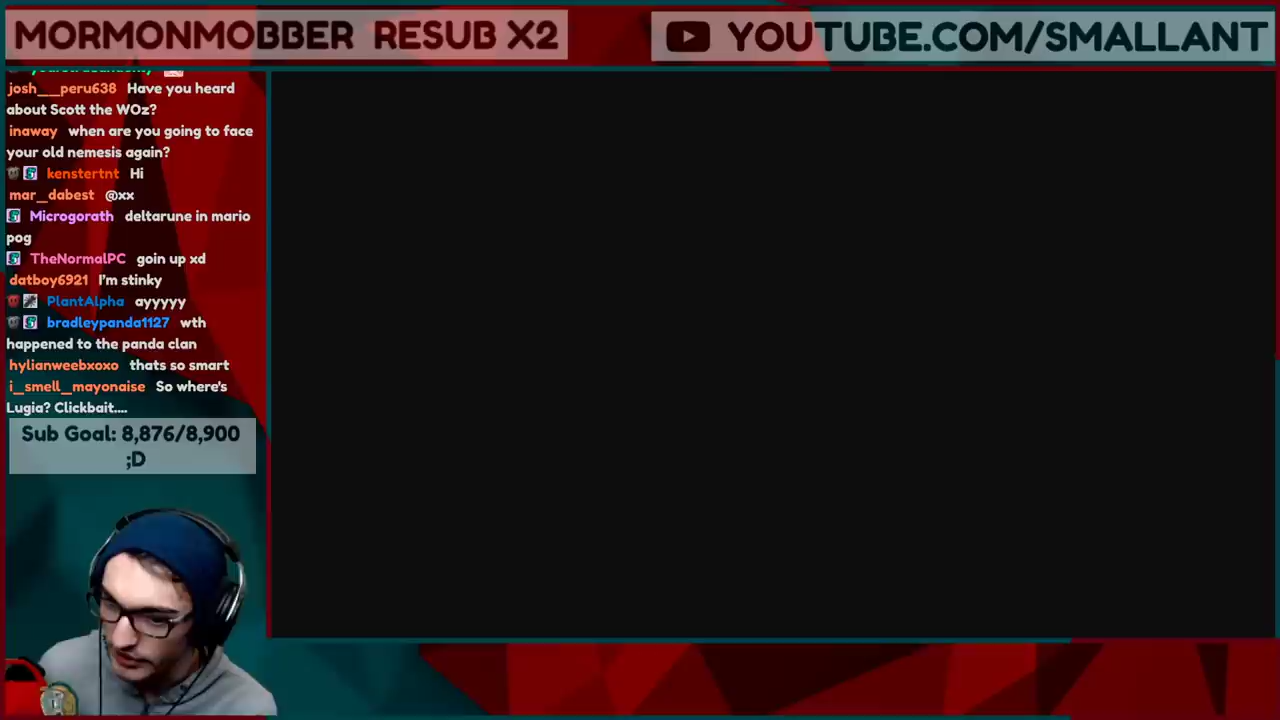 MORMONMOBBER RESUB X2
YOUTUBE.COM/SMALLANT
josh__peru638 Have you heard
about Scott the WOz?
inaway when are you going to face
your old nemesis again?
kenstertnt Hi
mar_dabest @xx
Microgorath deltarune in mario
pog
TheNormalPC goin up xd
datboy6921 I'm stinky
PlantAlpha ayyyyy
bradleypanda1127 wth
happened to the panda clan
hylianweebxoxo thats so smart
i_smell_mayonaise So where's
Lugia? Clickbait....
Sub Goal: 8,876/8,900
;D